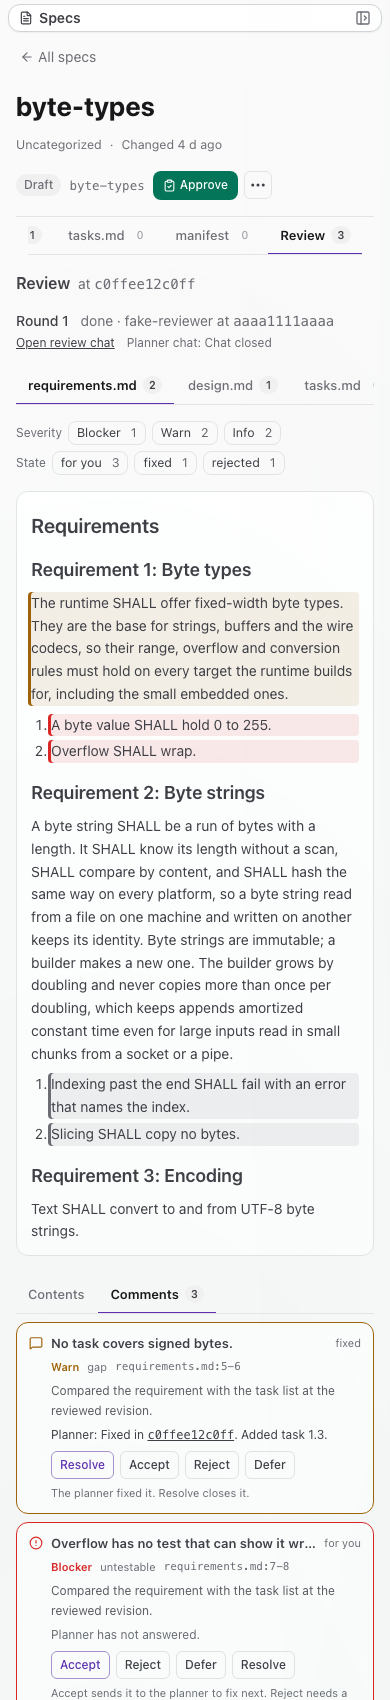 Specs
All specs
byte-types
Uncategorized · Changed 4 d ago
Draft byte-types Approve
1 tasks.md 0 manifest 0 Review 3
Review at c0ffee12c0ff
Round 1 done · fake-reviewer at aaaa1111aaaa
Open review chat Planner chat: Chat closed
requirements.md 2 design.md 1 tasks.md
Severity Blocker 1 Warn 2 Info 2
State for you 3 fixed 1 rejected 1
Requirements
Requirement 1: Byte types
The runtime SHALL offer fixed-width byte types.
They are the base for strings, buffers and the wire
codecs, so their range, overflow and conversion
rules must hold on every target the runtime builds
for, including the small embedded ones.
1. A byte value SHALL hold 0 to 255.
2. Overflow SHALL wrap.
Requirement 2: Byte strings
A byte string SHALL be a run of bytes with a
length. It SHALL know its length without a scan,
SHALL compare by content, and SHALL hash the
same way on every platform, so a byte string read
from a file on one machine and written on another
keeps its identity. Byte strings are immutable; a
builder makes a new one. The builder grows by
doubling and never copies more than once per
doubling, which keeps appends amortized
constant time even for large inputs read in small
chunks from a socket or a pipe.
1. Indexing past the end SHALL fail with an error
that names the index.
2. Slicing SHALL copy no bytes.
Requirement 3: Encoding
Text SHALL convert to and from UTF-8 byte
strings.
Contents Comments 3
No task covers signed bytes. fixed
Warn gap requirements.md:5–6
Compared the requirement with the task list at the
reviewed revision.
Planner: Fixed in c0ffee12c0ff. Added task 1.3.
Resolve Accept Reject Defer
The planner fixed it. Resolve closes it.
Overflow has no test that can show it wr... for you
Blocker untestable requirements.md:7–8
Compared the requirement with the task list at the
reviewed revision.
Planner has not answered.
Accept Reject Defer Resolve
Accept sends it to the planner to fix next. Reject needs a